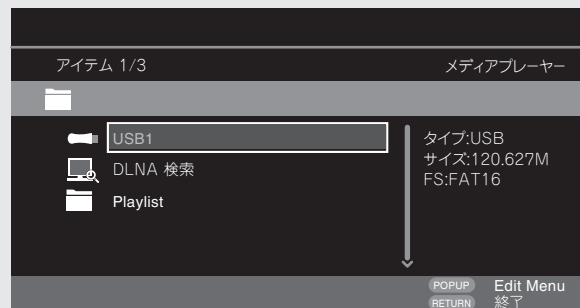 アイテム 1/3
メディアプレーヤー
USB1
DLNA 検索
Playlist
タイプ:USB
サイズ:120.627M
FS:FAT16
POPUP Edit Menu
RETURN 終了